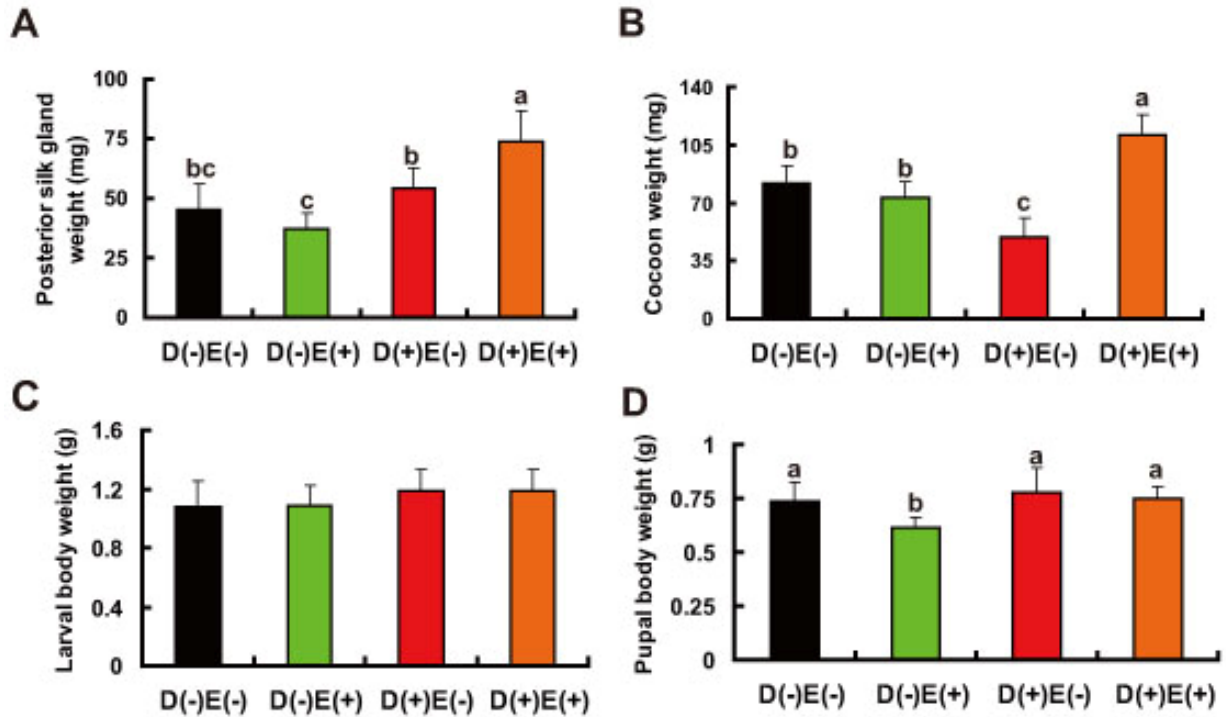 A
Posterior silk gland
weight (mg)
100
75
50
25
0
bc
c
b
a
D(-)E(-) D(-)E(+) D(+)E(-) D(+)E(+)
B
Cocoon weight (mg)
140
105
70
35
0
b
b
c
a
D(-)E(-) D(-)E(+) D(+)E(-) D(+)E(+)
C
Larval body weight (g)
1.6
1.2
0.8
0.4
0
D(-)E(-) D(-)E(+) D(+)E(-) D(+)E(+)
D
Pupal body weight (g)
1
0.75
0.5
0.25
0
a
b
a
a
D(-)E(-) D(-)E(+) D(+)E(-) D(+)E(+)